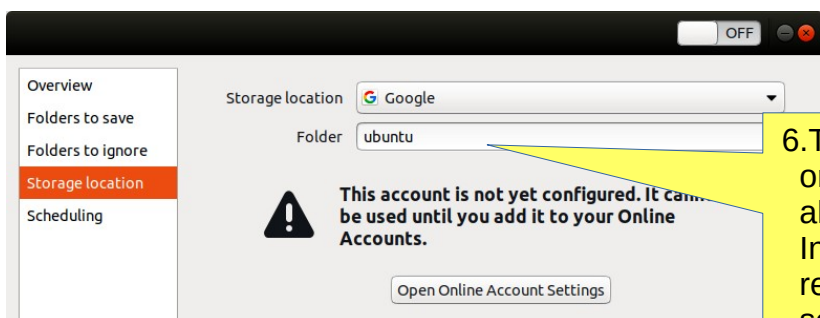 OFF
Overview
Folders to save
Folders to ignore
Storage location
Scheduling
Storage location Google
Folder ubuntu
This account is not yet configured. It
be used until you add it to your Online
Accounts.
Open Online Account Settings
6.